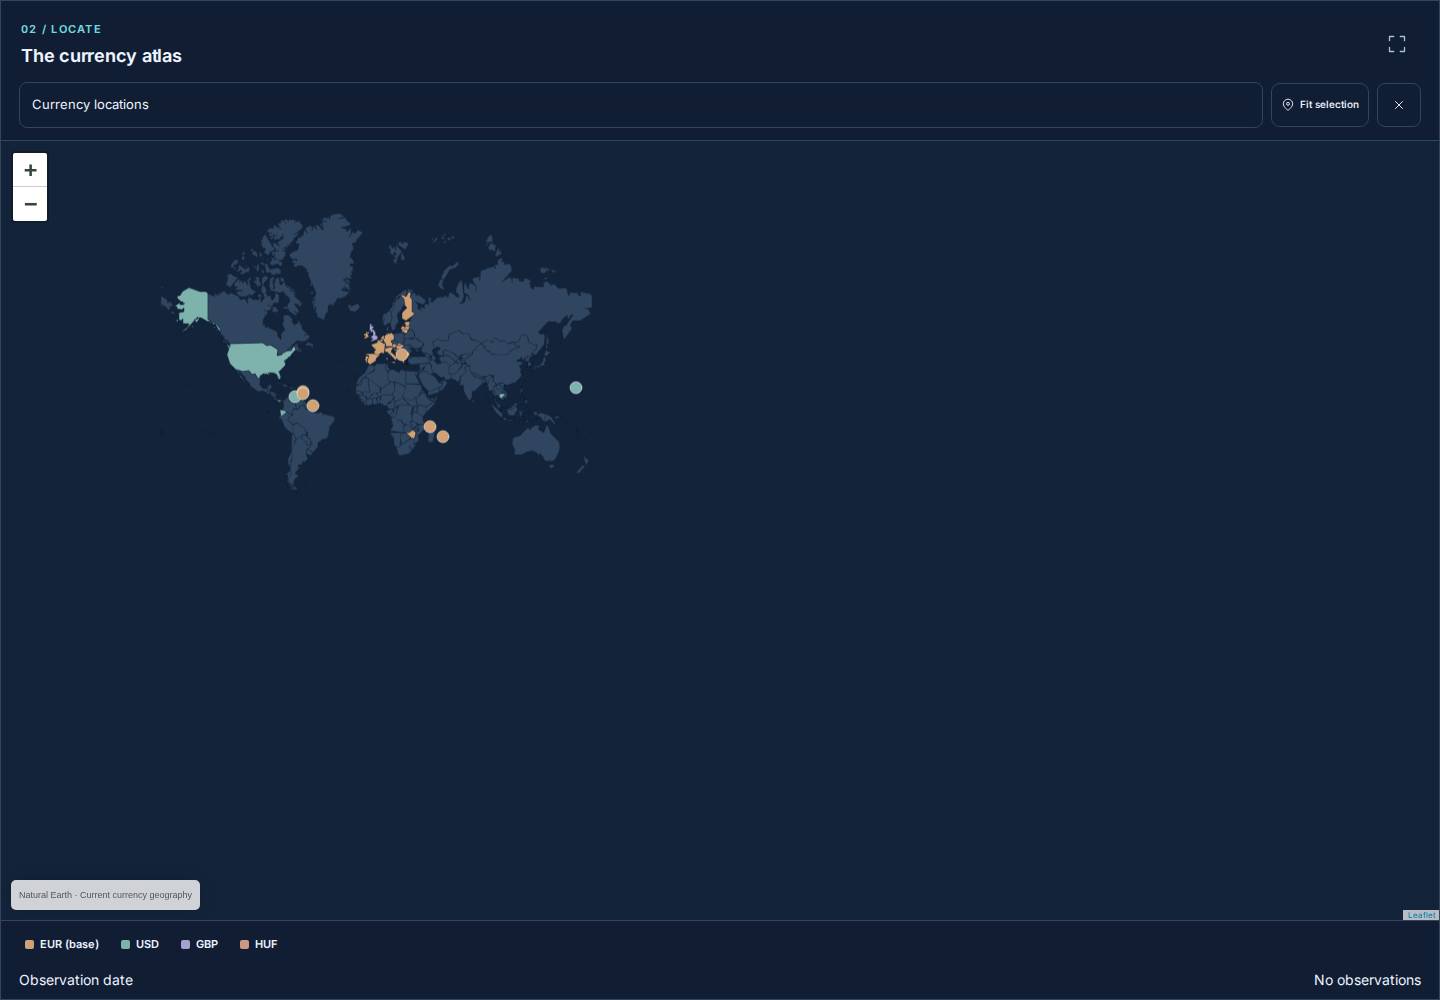 02 / LOCATE
The currency atlas
Currency locations
Fit selection
+
−
Natural Earth · Current currency geography
Leaflet
EUR (base)
USD
GBP
HUF
Observation date
No observations